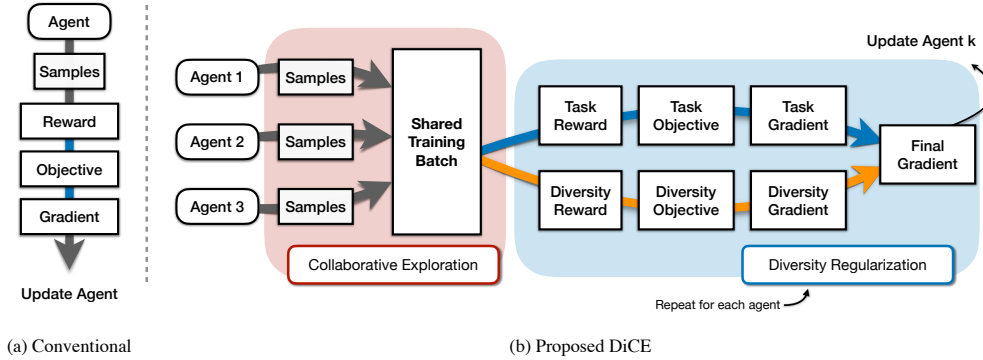 Agent
Samples
Reward
Objective
Gradient
Update Agent
(a) Conventional
Agent 1
Samples
Agent 2
Samples
Agent 3
Samples
Shared
Training
Batch
Collaborative Exploration
Task
Reward
Task
Objective
Task
Gradient
Diversity
Reward
Diversity
Objective
Diversity
Gradient
Final
Gradient
Update Agent k
Diversity Regularization
Repeat for each agent
(b) Proposed DiCE